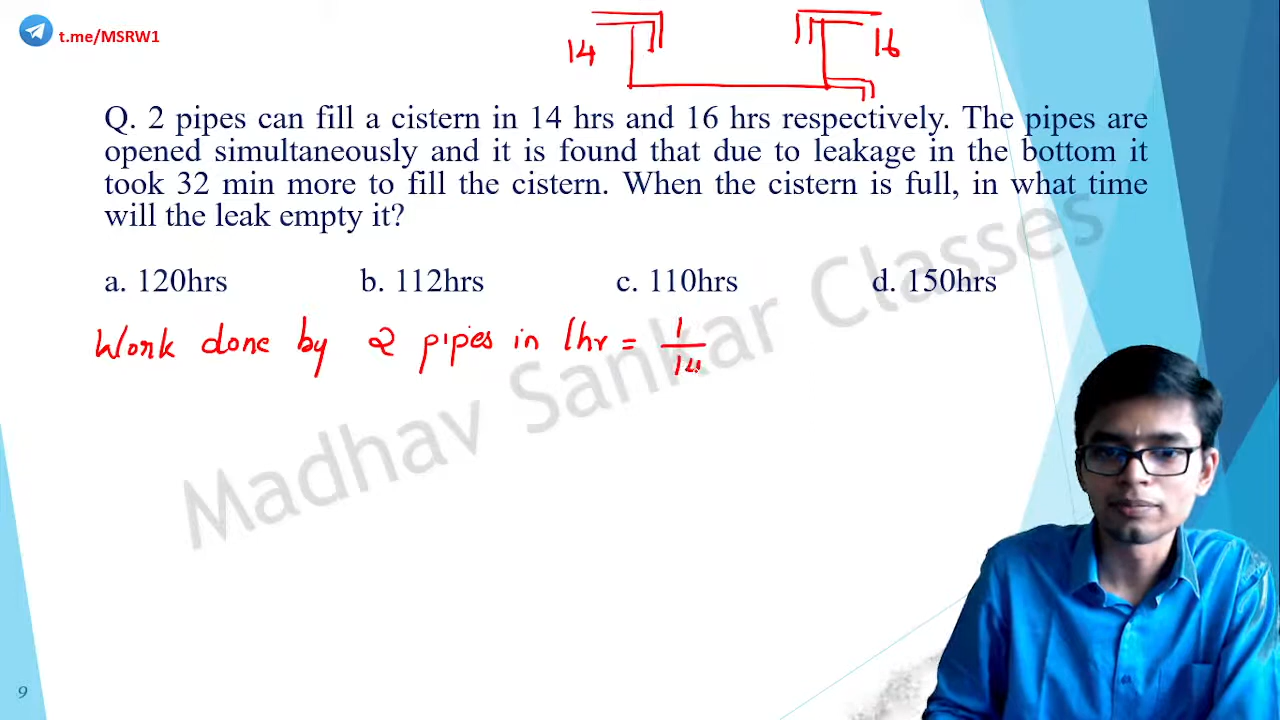 t.me/MSRW1
14
16
Q. 2 pipes can fill a cistern in 14 hrs and 16 hrs respectively. The pipes are
opened simultaneously and it is found that due to leakage in the bottom it
took 32 min more to fill the cistern. When the cistern is full, in what time
will the leak empty it?
a. 120hrs b. 112hrs c. 110hrs d. 150hrs
Work done by 2 pipes in 1hr = 1/14
Madhav Sankar Classes
9